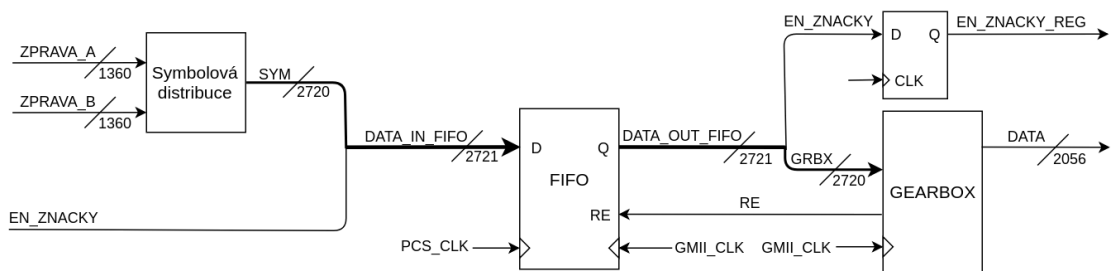 ZPRAVA_A
1360
ZPRAVA_B
1360
Symbolová
distribuce
SYM
2720
EN_ZNACKY
DATA_IN_FIFO
2721
D
Q
FIFO
RE
PCS_CLK
GMII_CLK
DATA_OUT_FIFO
2721
GRBX
2720
RE
GMII_CLK
EN_ZNACKY
D
Q
CLK
EN_ZNACKY_REG
GEARBOX
DATA
2056